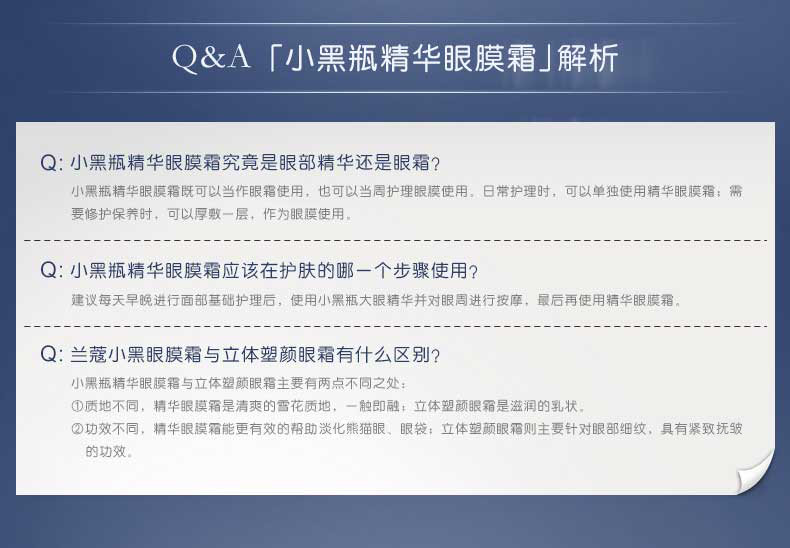 Q&A「小黑瓶精华眼膜霜」解析
Q: 小黑瓶精华眼膜霜究竟是眼部精华还是眼霜?
小黑瓶精华眼膜霜既可以当作眼霜使用，也可以当周护理眼膜使用。日常护理时，可以单独使用精华眼膜霜；需
要修护保养时，可以厚敷一层，作为眼膜使用。
Q: 小黑瓶精华眼膜霜应该在护肤的哪一个步骤使用?
建议每天早晚进行面部基础护理后，使用小黑瓶大眼精华并对眼周进行按摩，最后再使用精华眼膜霜。
Q: 兰蔻小黑眼膜霜与立体塑颜眼霜有什么区别?
小黑瓶精华眼膜霜与立体塑颜眼霜主要有两点不同之处：
①质地不同，精华眼膜霜是清爽的雪花质地，一触即融；立体塑颜眼霜是滋润的乳状。
②功效不同，精华眼膜霜能更有效的帮助淡化熊猫眼、眼袋；立体塑颜眼霜则主要针对眼部细纹，具有紧致抚皱
的功效。